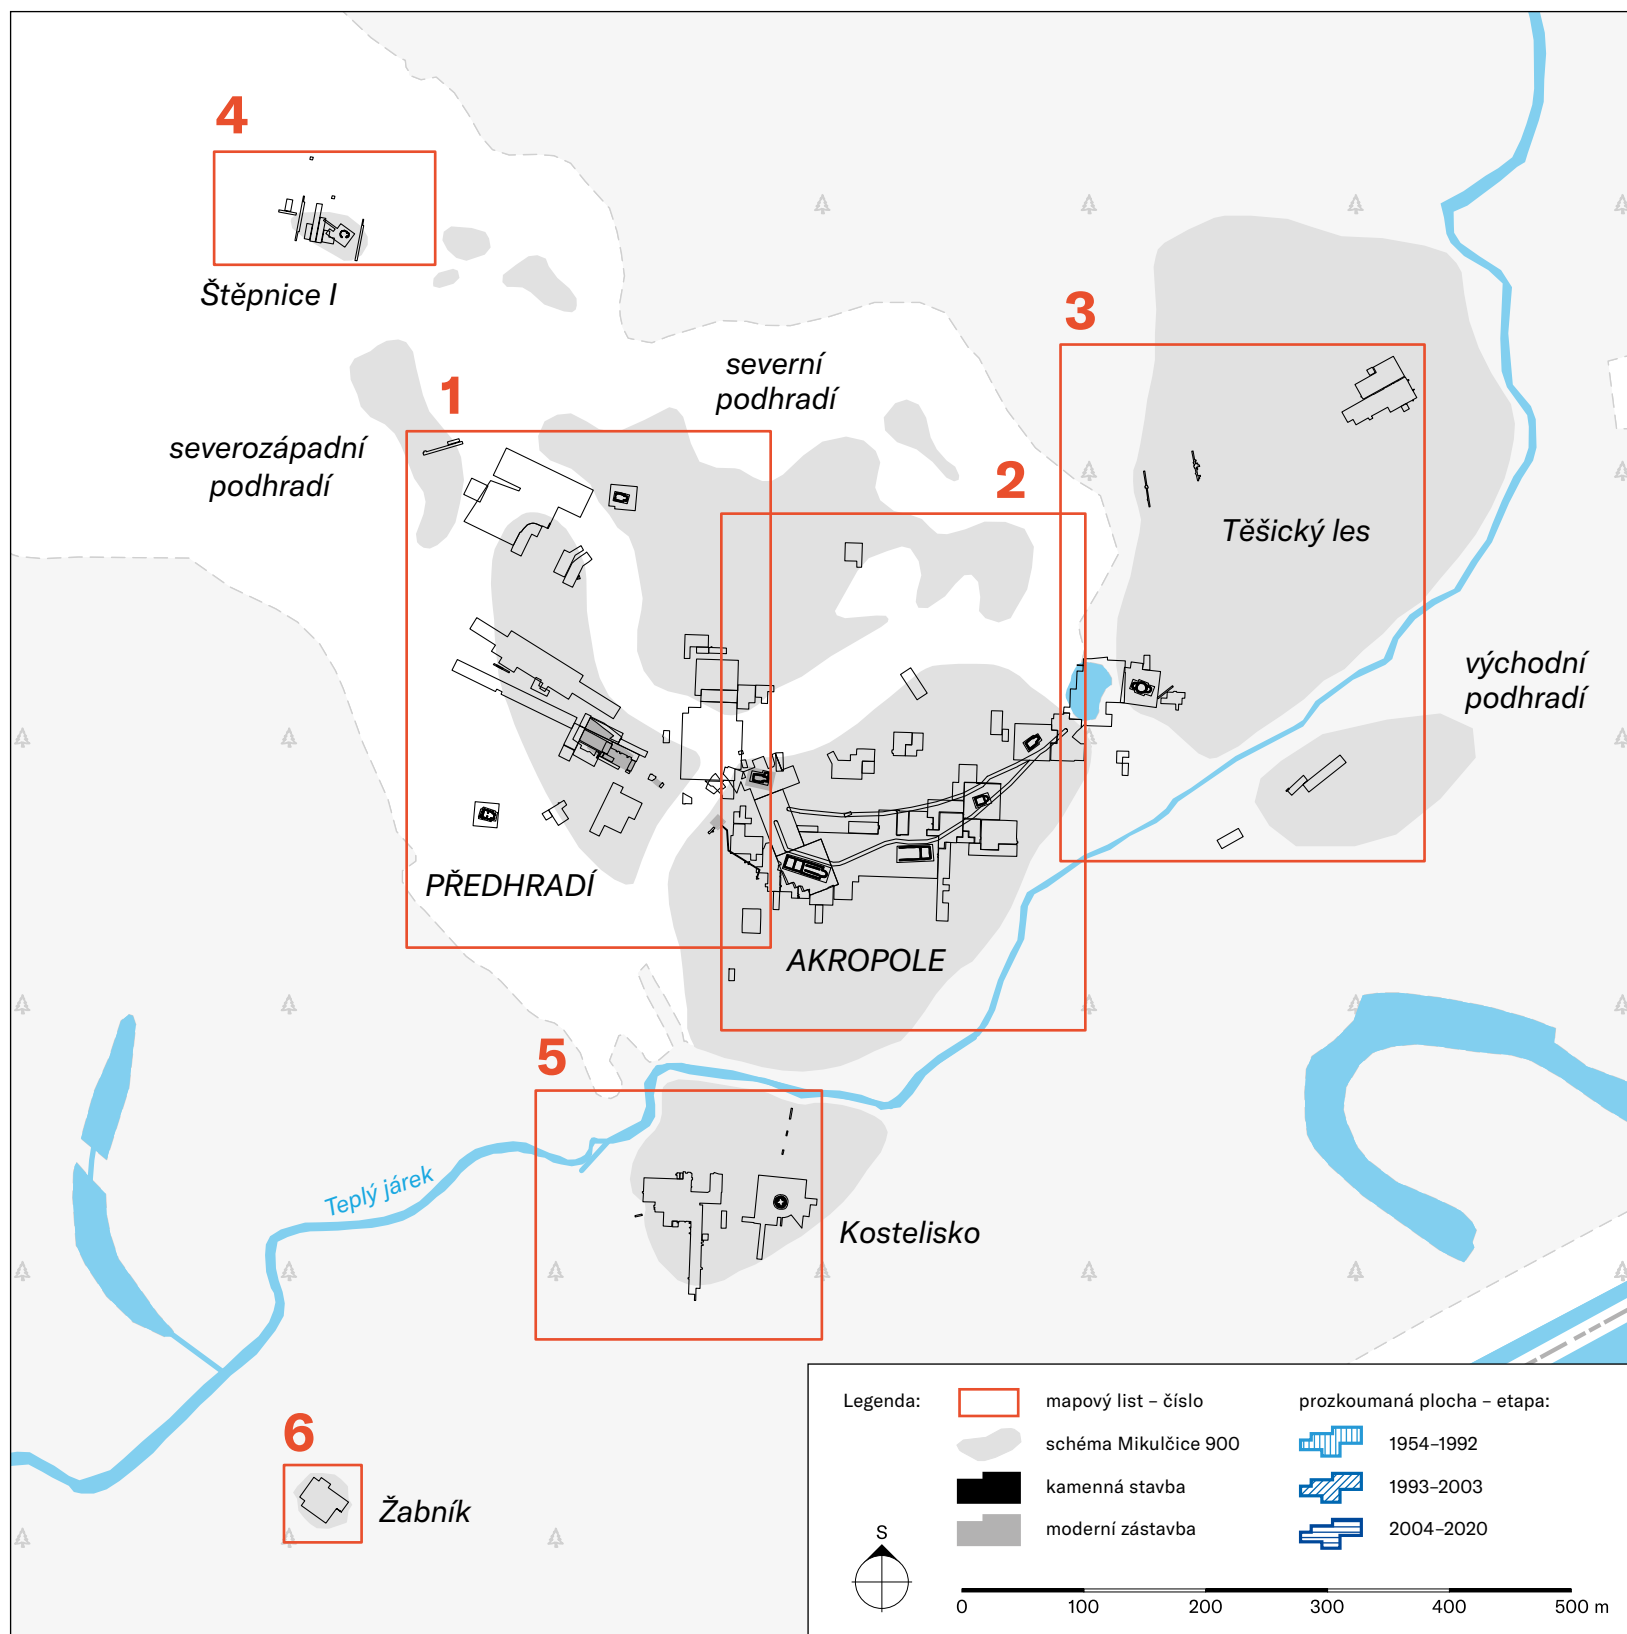 4
Štěpnice I
3
severní
podhradí
1
severozápadní
podhradí
2
Těšický les
východní
podhradí
PŘEDHRADÍ
AKROPOLE
5
Teplý járek
Kostelisko
6
Žabník
Legenda:
mapový list – číslo
schéma Mikulčice 900
kamenná stavba
moderní zástavba
prozkoumaná plocha – etapa:
1954–1992
1993–2003
2004–2020
S
0 100 200 300 400 500 m